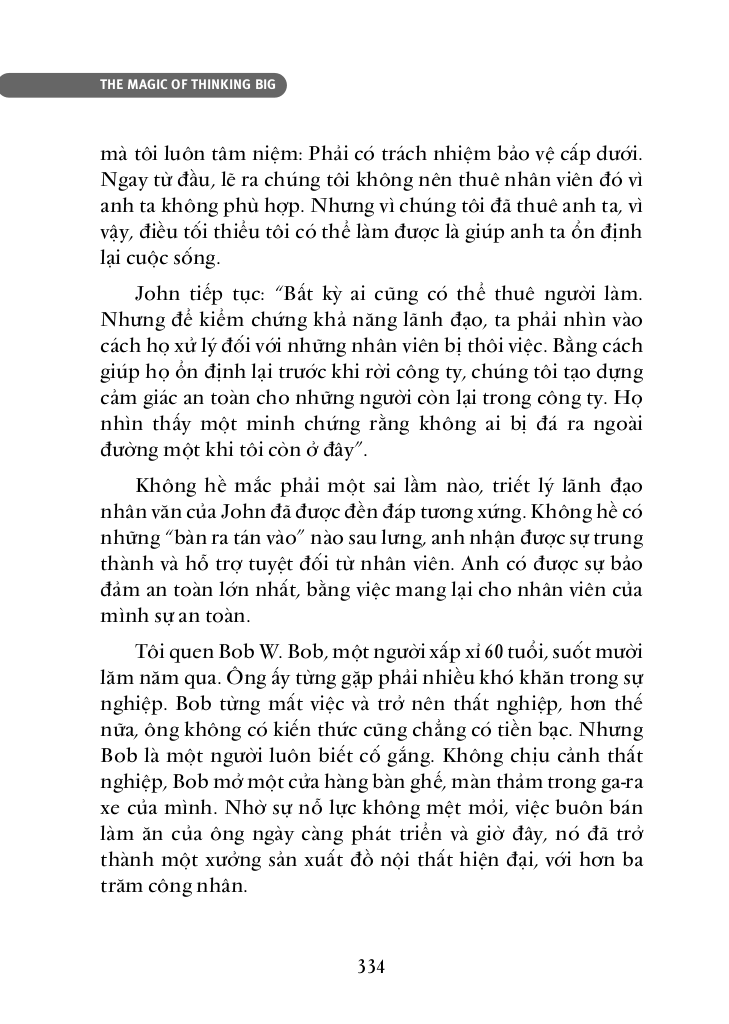 THE MAGIC OF THINKING BIG
mà tôi luôn tâm niệm: Phải có trách nhiệm bảo vệ cấp dưới.
Ngay từ đầu, lẽ ra chúng tôi không nên thuê nhân viên đó vì
anh ta không phù hợp. Nhưng vì chúng tôi đã thuê anh ta, vì
vậy, điều tối thiểu tôi có thể làm được là giúp anh ta ổn định
lại cuộc sống.
John tiếp tục: “Bất kỳ ai cũng có thể thuê người làm.
Nhưng để kiểm chứng khả năng lãnh đạo, ta phải nhìn vào
cách họ xử lý đối với những nhân viên bị thôi việc. Bằng cách
giúp họ ổn định lại trước khi rời công ty, chúng tôi tạo dựng
cảm giác an toàn cho những người còn lại trong công ty. Họ
nhìn thấy một minh chứng rằng không ai bị đá ra ngoài
đường một khi tôi còn ở đây”.
Không hề mắc phải một sai lầm nào, triết lý lãnh đạo
nhân văn của John đã được đền đáp tương xứng. Không hề có
những “bàn ra tán vào” nào sau lưng, anh nhận được sự trung
thành và hỗ trợ tuyệt đối từ nhân viên. Anh có được sự bảo
đảm an toàn lớn nhất, bằng việc mang lại cho nhân viên của
mình sự an toàn.
Tôi quen Bob W. Bob, một người xấp xỉ 60 tuổi, suốt mười
lăm năm qua. Ông ấy từng gặp phải nhiều khó khăn trong sự
nghiệp. Bob từng mất việc và trở nên thất nghiệp, hơn thế
nữa, ông không có kiến thức cũng chẳng có tiền bạc. Nhưng
Bob là một người luôn biết cố gắng. Không chịu cảnh thất
nghiệp, Bob mở một cửa hàng bàn ghế, màn thảm trong ga-ra
xe của mình. Nhờ sự nỗ lực không mệt mỏi, việc buôn bán
làm ăn của ông ngày càng phát triển và giờ đây, nó đã trở
thành một xưởng sản xuất đồ nội thất hiện đại, với hơn ba
trăm công nhân.
334